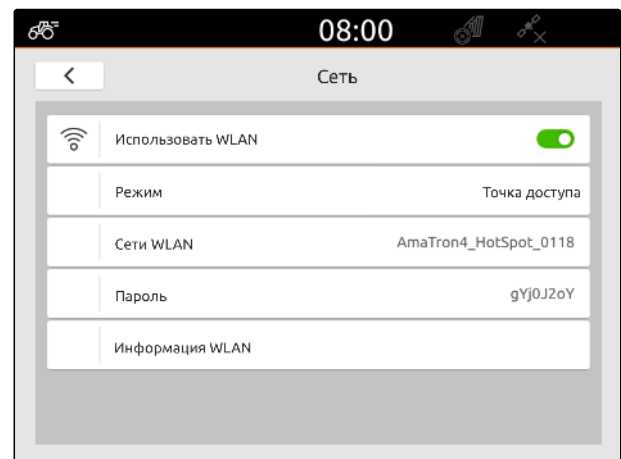 08:00
Сеть
Использовать WLAN
Режим Точка доступа
Сети WLAN AmaTron4_HotSpot_0118
Пароль gYj0J2oY
Информация WLAN